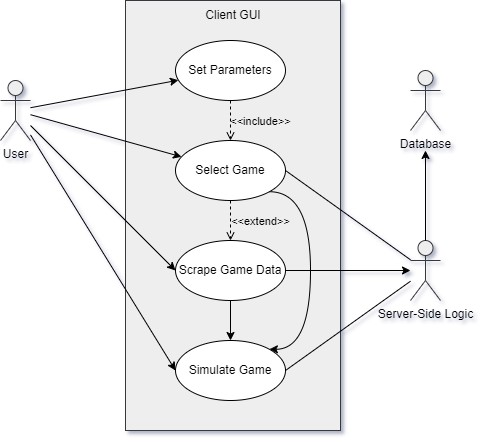 Client GUI
Set Parameters
<<include>>
User
Select Game
Database
<<extend>>
Scrape Game Data
Server-Side Logic
Simulate Game